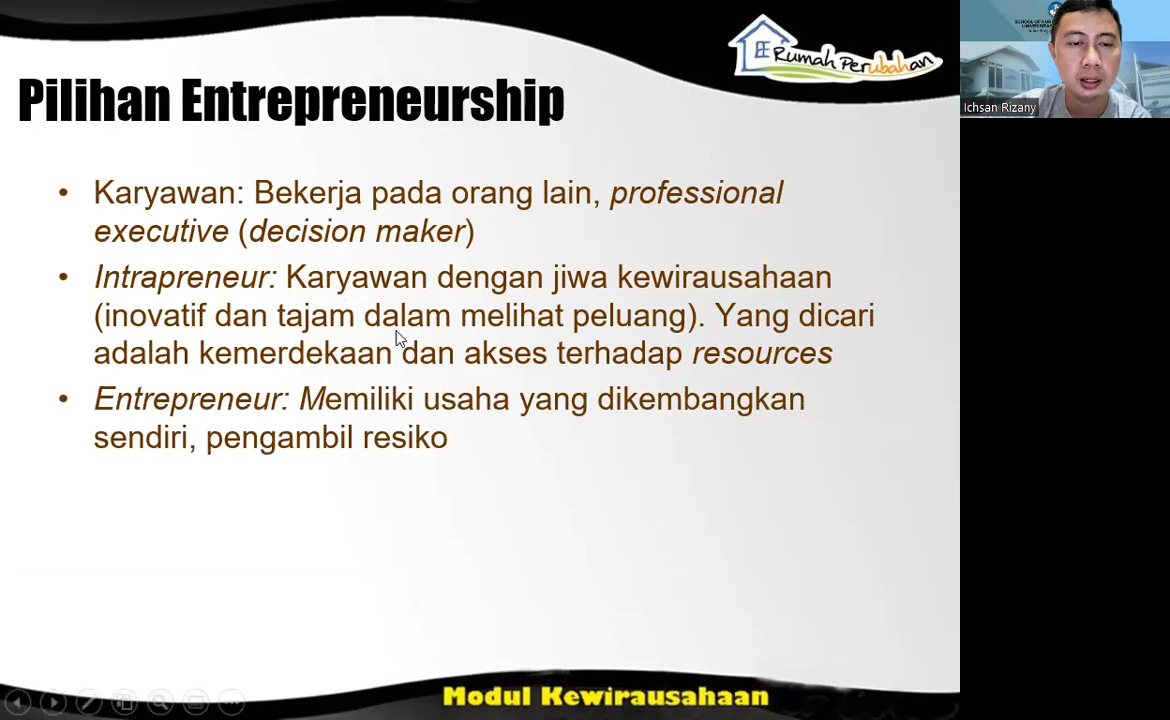 Rumah Perubahan
Pilihan Entrepreneurship
Ichsan Rizany
• Karyawan: Bekerja pada orang lain, professional
executive (decision maker)
• Intrapreneur: Karyawan dengan jiwa kewirausahaan
(inovatif dan tajam dalam melihat peluang). Yang dicari
adalah kemerdekaan dan akses terhadap resources
• Entrepreneur: Memiliki usaha yang dikembangkan
sendiri, pengambil resiko
Modul Kewirausahaan